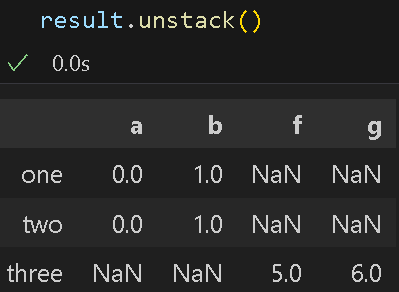 result.unstack()
0.0s
a b f g
one 0.0 1.0 NaN NaN
two 0.0 1.0 NaN NaN
three NaN NaN 5.0 6.0